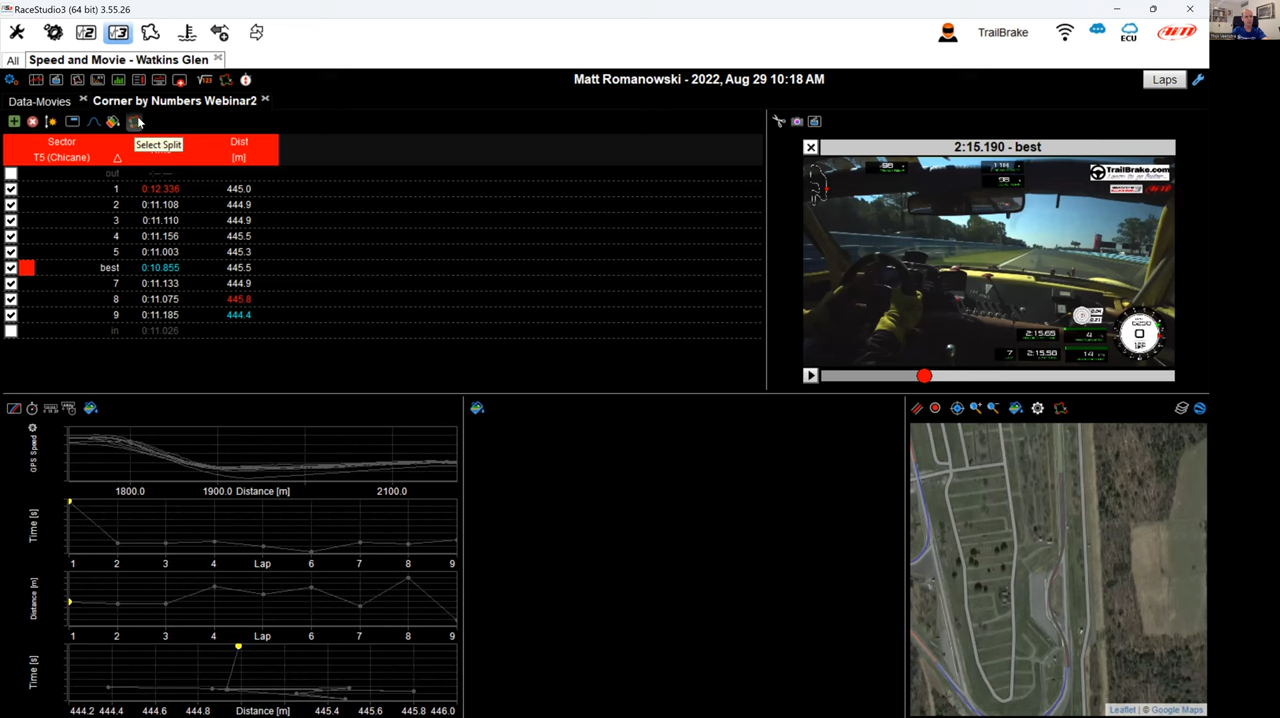 RaceStudio3 (64 bit) 3.55.26
TrailBrake
ECU
All
Speed and Movie - Watkins Glen
Matt Romanowski - 2022, Aug 29 10:18 AM
Laps
Data-Movies
Corner by Numbers Webinar2
Select Split
Sector
T5 (Chicane)
Dist
[m]
out
1 0:12.336 445.0
2 0:11.108 444.9
3 0:11.110 444.9
4 0:11.156 445.5
5 0:11.003 445.3
best 0:10.855 445.5
7 0:11.133 444.9
8 0:11.075 445.8
9 0:11.185 444.4
in 0:11.026
2:15.190 - best
TrailBrake.com
98
98
2:15.65
4
7
2:15.58
14
0
GPS Speed
1800.0 1900.0 Distance [m] 2100.0
Time [s]
1 2 3 4 Lap 6 7 8 9
Distance [m]
1 2 3 4 Lap 6 7 8 9
Time [s]
444.2 444.4 444.6 444.8 Distance [m] 445.4 445.6 445.8 446.0
Leaflet | © Google Maps